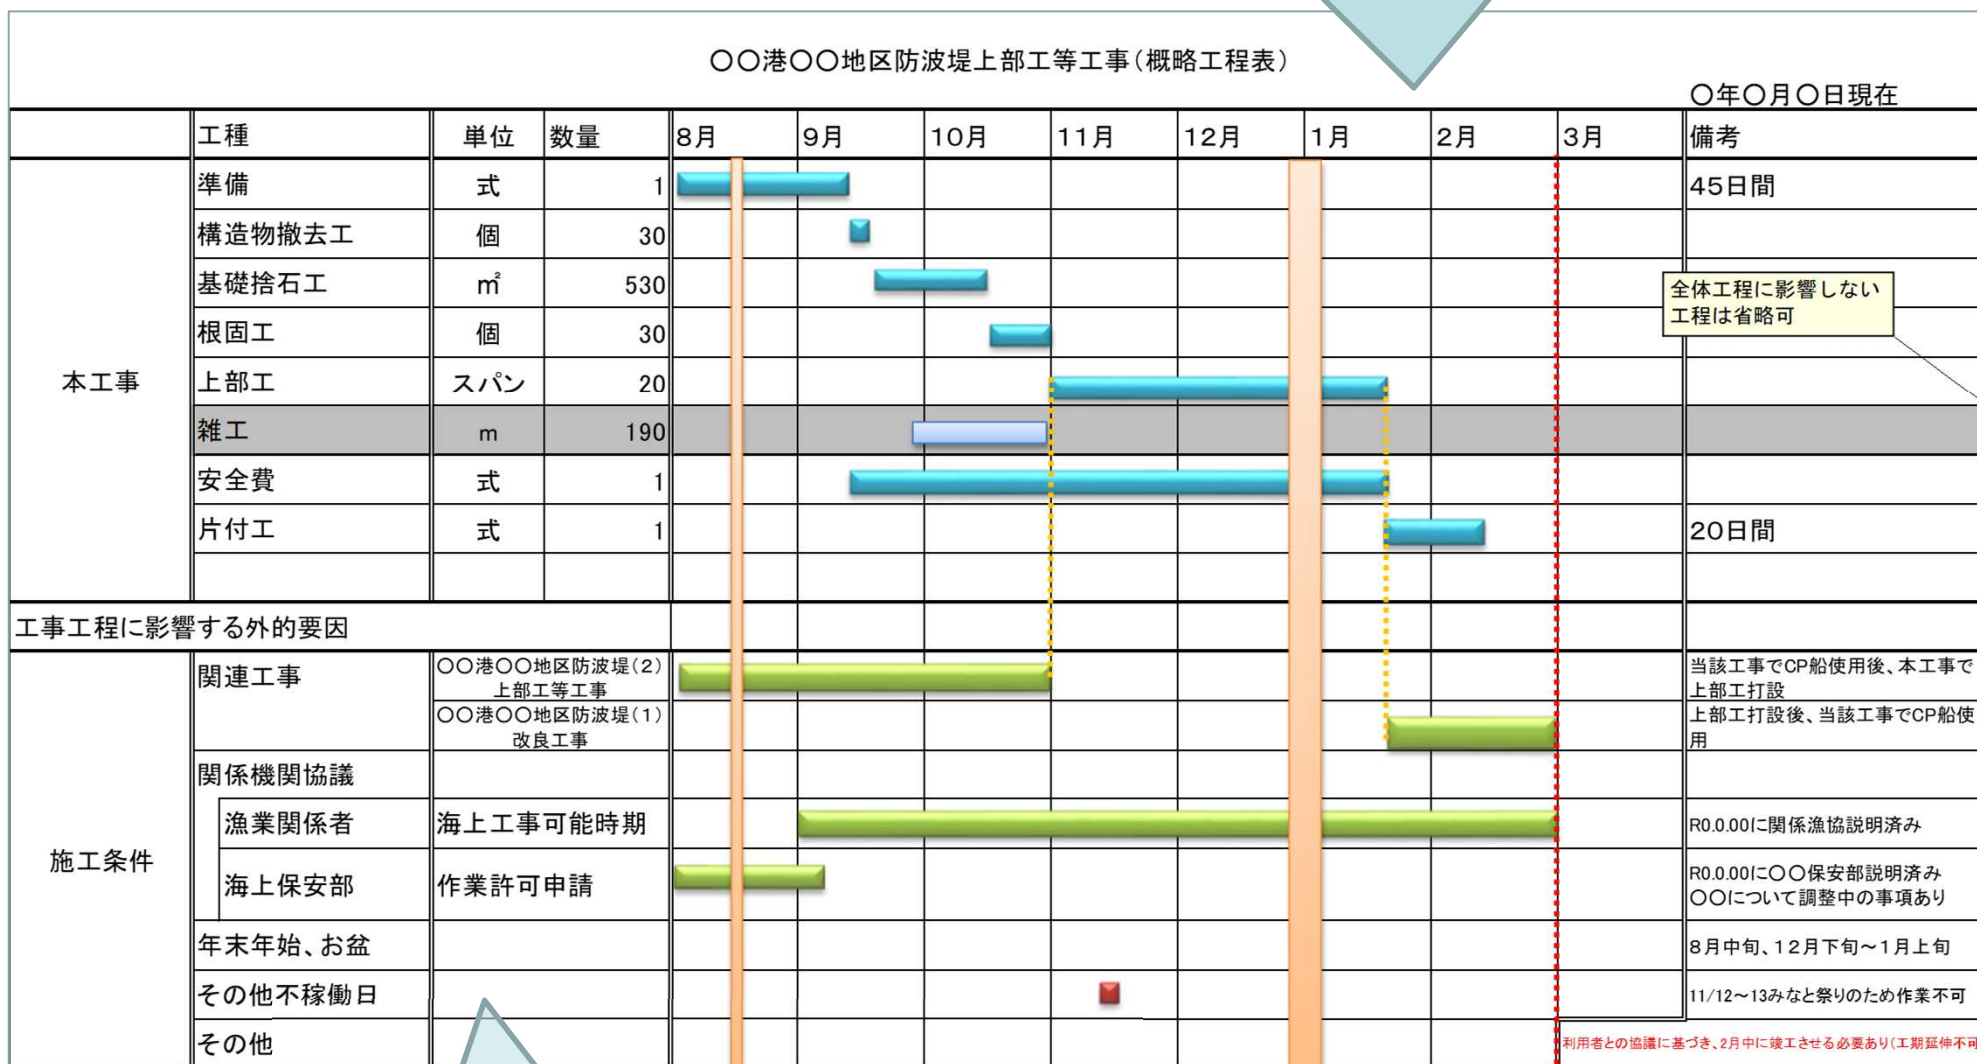 〇〇港〇〇地区防波堤上部工等工事(概略工程表)
〇年〇月〇日現在
工種 単位 数量 8月 9月 10月 11月 12月 1月 2月 3月 備考
本工事
準備 式 1 45日間
構造物撤去工 個 30
基礎捨石工 ㎡ 530
全体工程に影響しない
工程は省略可
根固工 個 30
上部工 スパン 20
雑工 m 190
安全費 式 1
片付工 式 1 20日間
工事工程に影響する外的要因
施工条件
関連工事
〇〇港〇〇地区防波堤(2)
上部工等工事
当該工事でCP船使用後、本工事で
上部工打設
〇〇港〇〇地区防波堤(1)
改良工事
上部工打設後、当該工事でCP船使
用
関係機関協議
漁業関係者 海上工事可能時期 R0.0.00に関係漁協説明済み
海上保安部 作業許可申請
R0.0.00に〇〇保安部説明済み
〇〇について調整中の事項あり
年末年始、お盆 8月中旬、12月下旬～1月上旬
その他不稼働日 11/12～13みなと祭りのため作業不可
その他 利用者との協議に基づき、2月中に竣工させる必要あり(工期延伸不可